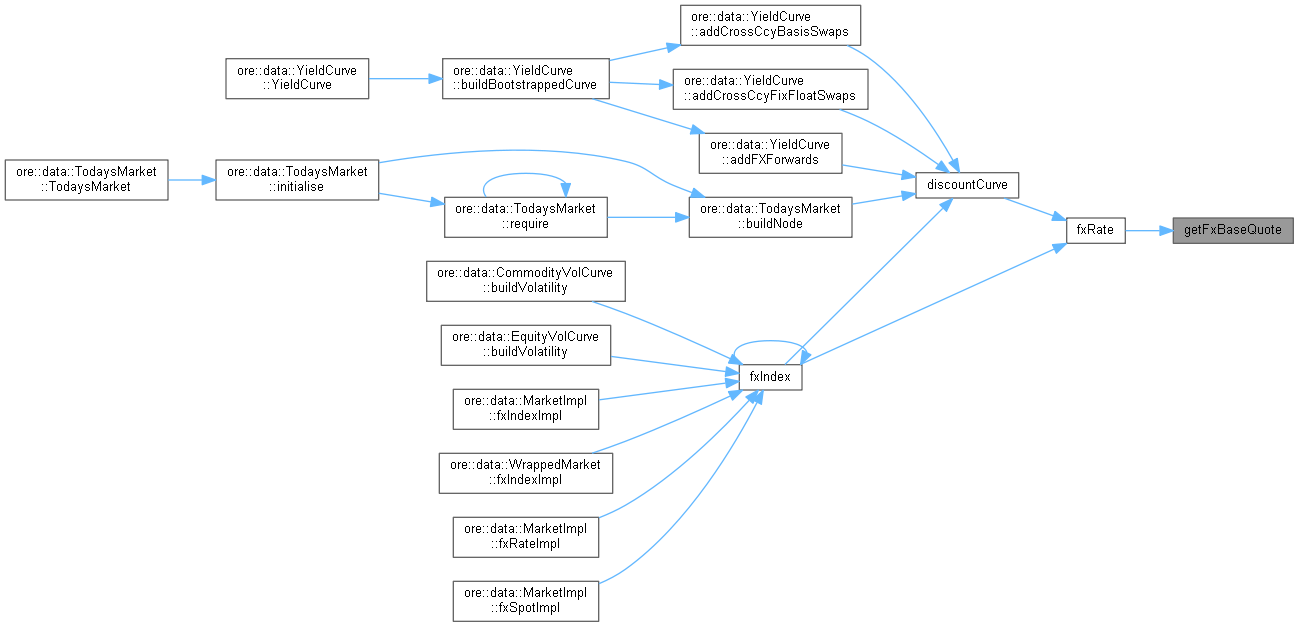 ore::data::YieldCurve
::addCrossCcyBasisSwaps
ore::data::YieldCurve
::YieldCurve
ore::data::YieldCurve
::buildBootstrappedCurve
ore::data::YieldCurve
::addCrossCcyFixFloatSwaps
ore::data::YieldCurve
::addFXForwards
ore::data::TodaysMarket
::TodaysMarket
ore::data::TodaysMarket
::initialise
discountCurve
ore::data::TodaysMarket
::require
ore::data::TodaysMarket
::buildNode
fxRate
getFxBaseQuote
ore::data::CommodityVolCurve
::buildVolatility
ore::data::EquityVolCurve
::buildVolatility
fxIndex
ore::data::MarketImpl
::fxIndexImpl
ore::data::WrappedMarket
::fxIndexImpl
ore::data::MarketImpl
::fxRateImpl
ore::data::MarketImpl
::fxSpotImpl